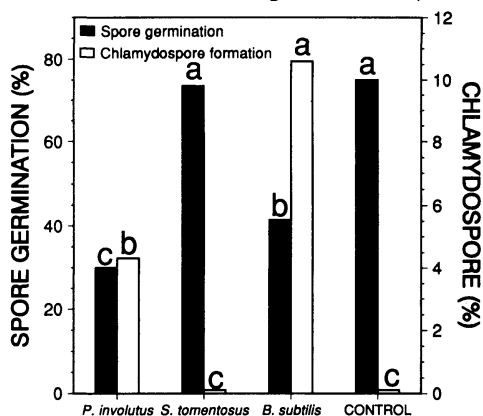 Spore germination
Chlamydospore formation
SPORE GERMINATION (%)
80
60
40
20
0
a
a
a
b
c
b
c
c
12
10
8
6
4
2
0
CHLAMYDOSPORE (%)
P. involutus S. tomentosus B. subtilis CONTROL